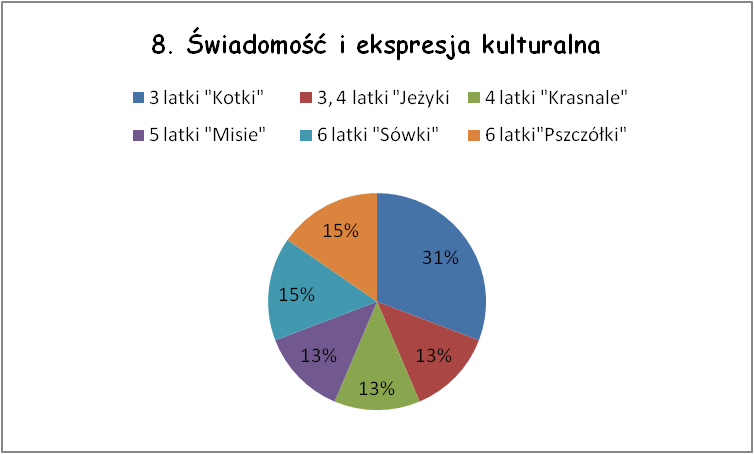 8. Świadomość i ekspresja kulturalna
3 latki "Kotki" 3, 4 latki "Jeżyki 4 latki "Krasnale"
5 latki "Misie" 6 latki "Sówki" 6 latki"Pszczółki"
15% 31%
15%
13% 13%
13%